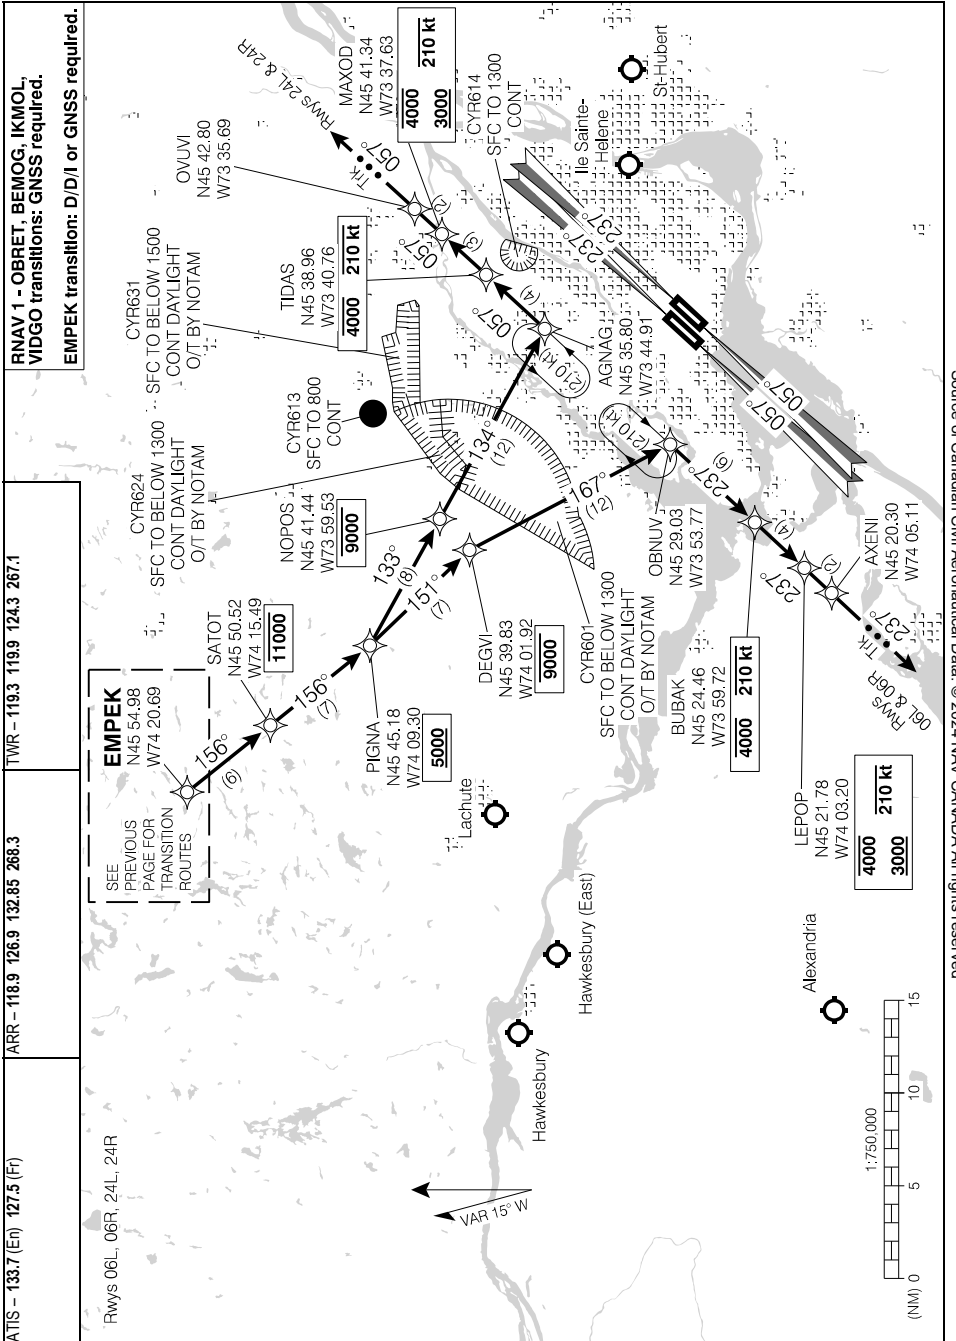 ATIS – 133.7 (En) 127.5 (Fr)
ARR – 118.9 126.9 132.85 268.3
TWR – 119.3 119.9 124.3 267.1
RNAV 1 - OBRET, BEMOG, IKMOL,
VIDGO transitions: GNSS required.
EMPEK transition: D/D/I or GNSS required.
Rwys 06L, 06R, 24L, 24R
SEE
PREVIOUS
PAGE FOR
TRANSITION
ROUTES
EMPEK
N45 54.98
W74 20.69
156°
(6)
SATOT
N45 50.52
W74 15.49
11000
156°
(7)
PIGNA
N45 45.18
W74 09.30
5000
133°
(8)
151°
(7)
NOPOS
N45 41.44
W73 59.53
9000
DEGVI
N45 39.83
W74 01.92
9000
134°
(12)
167°
(12)
CYR624
SFC TO BELOW 1300
CONT DAYLIGHT
O/T BY NOTAM
CYR631
SFC TO BELOW 1500
CONT DAYLIGHT
O/T BY NOTAM
CYR613
SFC TO 800
CONT
CYR601
SFC TO BELOW 1300
CONT DAYLIGHT
O/T BY NOTAM
CYR614
SFC TO 1300
CONT
AGNAG
N45 35.80
W73 44.91
(210 kt)
057°
(4)
TIDAS
N45 38.96
W73 40.76
4000 210 kt
(3)
057°
MAXOD
N45 41.34
W73 37.63
4000
3000
210 kt
(2)
OVUVI
N45 42.80
W73 35.69
Trk
057°
Rwys 24L & 24R
OBNUV
N45 29.03
W73 53.77
(210 kt)
237°
(6)
BUBAK
N45 24.46
W73 59.72
4000 210 kt
(4)
237°
LEPOP
N45 21.78
W74 03.20
4000
3000
210 kt
(2)
AXENI
N45 20.30
W74 05.11
Trk
237°
Rwys
06L & 06R
237°
237°
057°
057°
St-Hubert
Ile Sainte-
Helene
Lachute
Hawkesbury (East)
Hawkesbury
Alexandria
VAR 15° W
1:750,000
(NM) 0 5 10 15
Source of Canadian Civil Aeronautical Data: © 2024 NAV CANADA All rights reserved